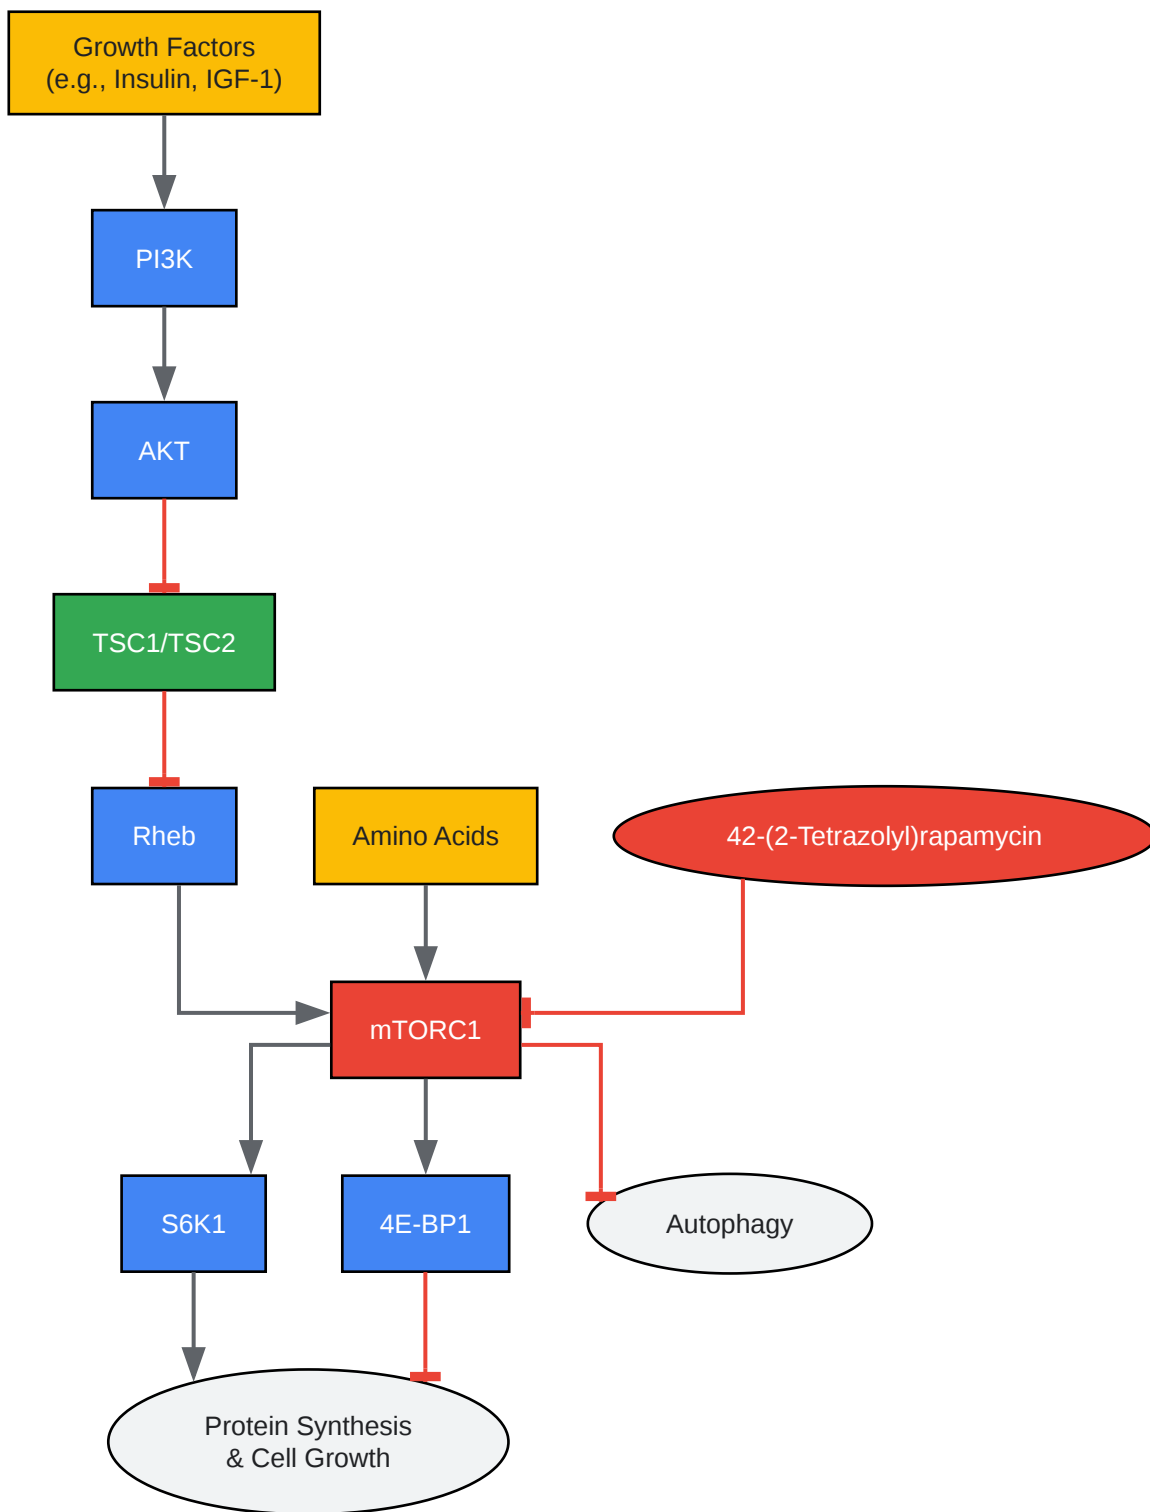 Growth Factors
(e.g., Insulin, IGF-1)
PI3K
AKT
TSC1/TSC2
Rheb
Amino Acids
42-(2-Tetrazolyl)rapamycin
mTORC1
S6K1
4E-BP1
Autophagy
Protein Synthesis
& Cell Growth